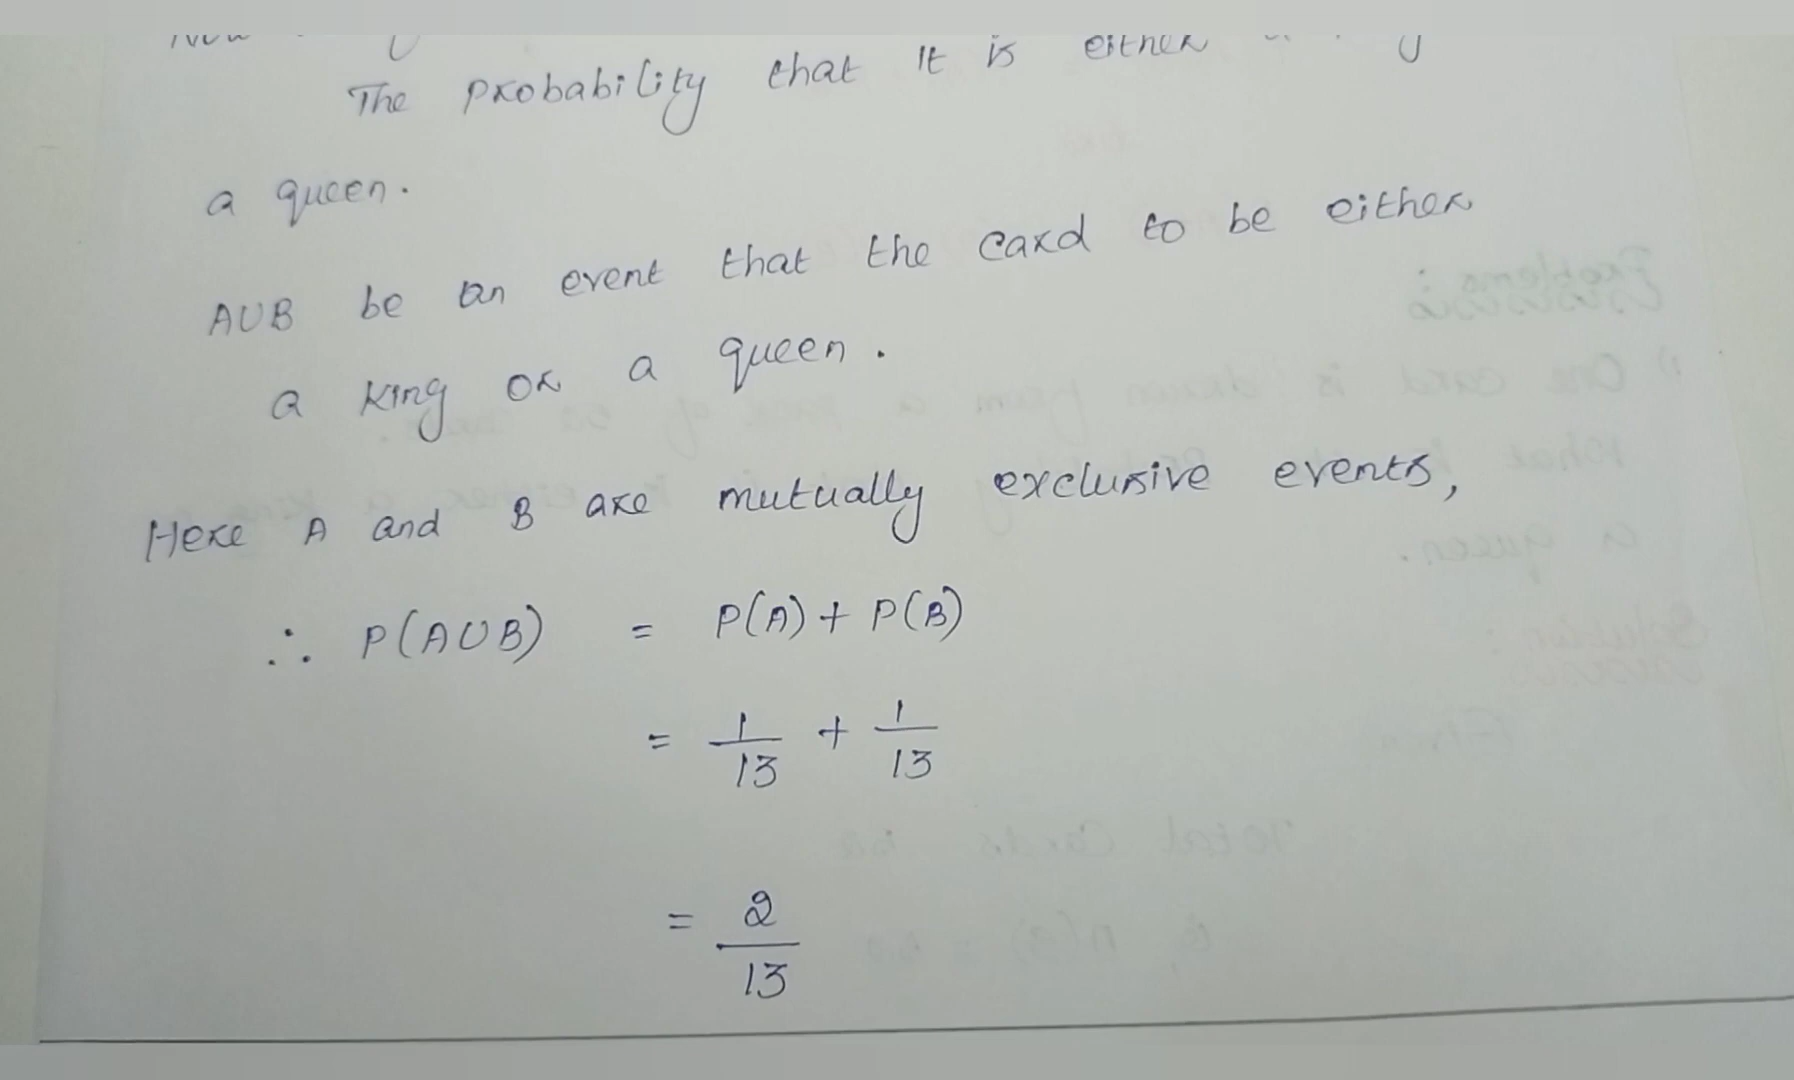 The probability that it is either
a queen.
AUB be an event that the card to be either
a king or a queen.
Here A and B are mutually exclusive events,
∴ P(AUB) = P(A) + P(B)
= 1/13 + 1/13
= 2/13